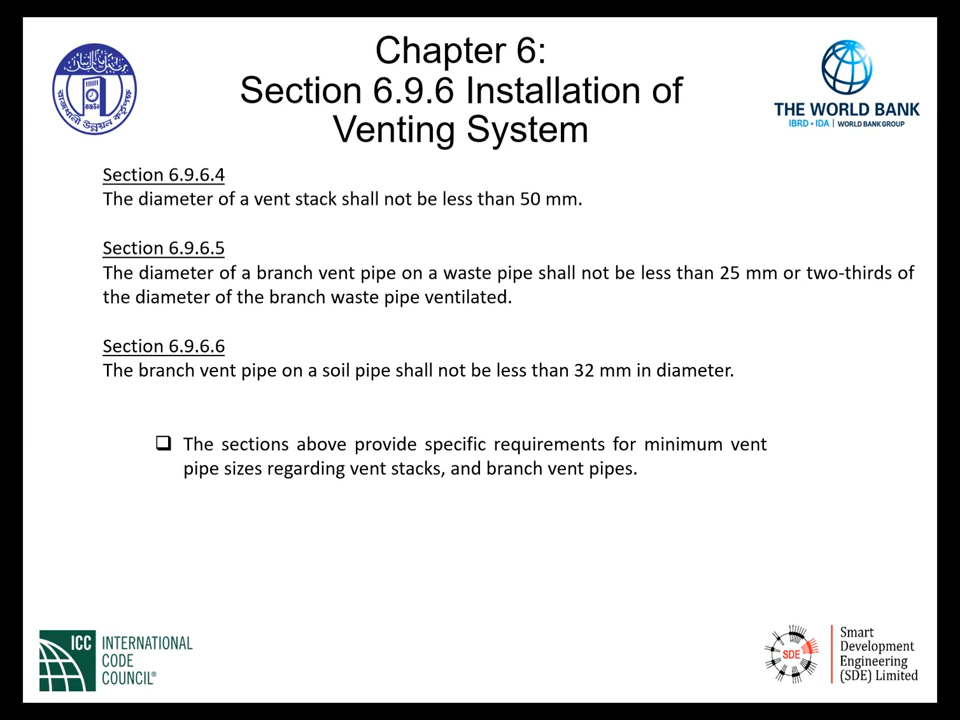 Chapter 6:
Section 6.9.6 Installation of
Venting System
রাজধানী উন্নয়ন কর্তৃপক্ষ
THE WORLD BANK
IBRD • IDA | WORLD BANK GROUP
Section 6.9.6.4
The diameter of a vent stack shall not be less than 50 mm.
Section 6.9.6.5
The diameter of a branch vent pipe on a waste pipe shall not be less than 25 mm or two-thirds of
the diameter of the branch waste pipe ventilated.
Section 6.9.6.6
The branch vent pipe on a soil pipe shall not be less than 32 mm in diameter.
❑ The sections above provide specific requirements for minimum vent
pipe sizes regarding vent stacks, and branch vent pipes.
ICC
INTERNATIONAL
CODE
COUNCIL®
SDE
Smart
Development
Engineering
(SDE) Limited